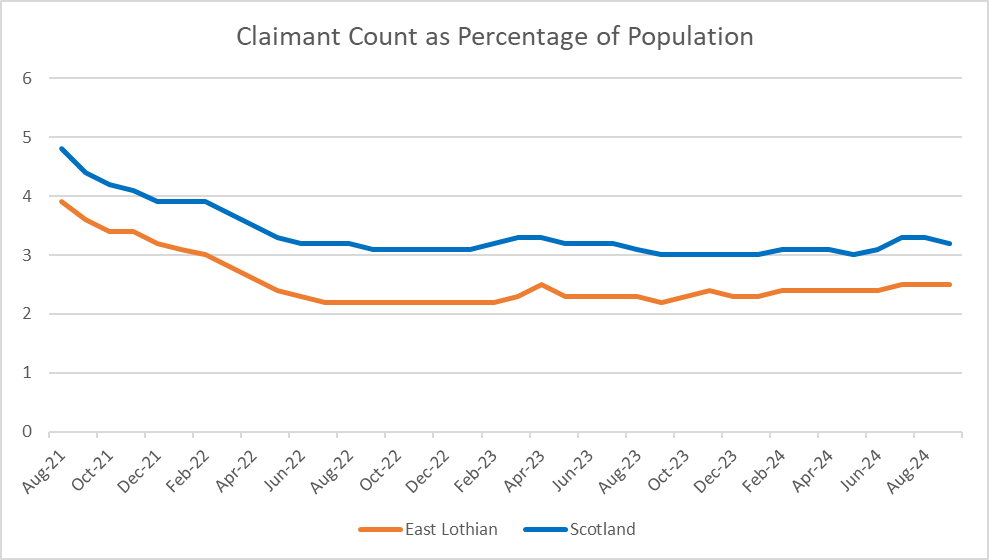 Claimant Count as Percentage of Population
6
5
4
3
2
1
0
Aug-21
Oct-21
Dec-21
Feb-22
Apr-22
Jun-22
Aug-22
Oct-22
Dec-22
Feb-23
Apr-23
Jun-23
Aug-23
Oct-23
Dec-23
Feb-24
Apr-24
Jun-24
Aug-24
East Lothian
Scotland